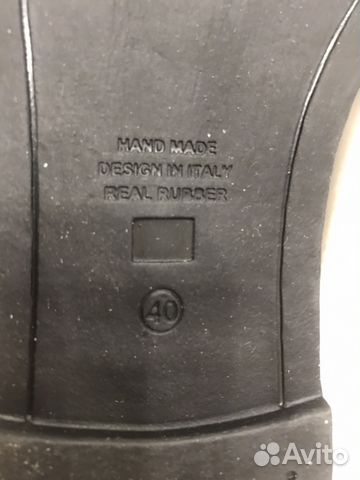 HAND MADE
DESIGN IN ITALY
REAL RUBBER
40
Avito